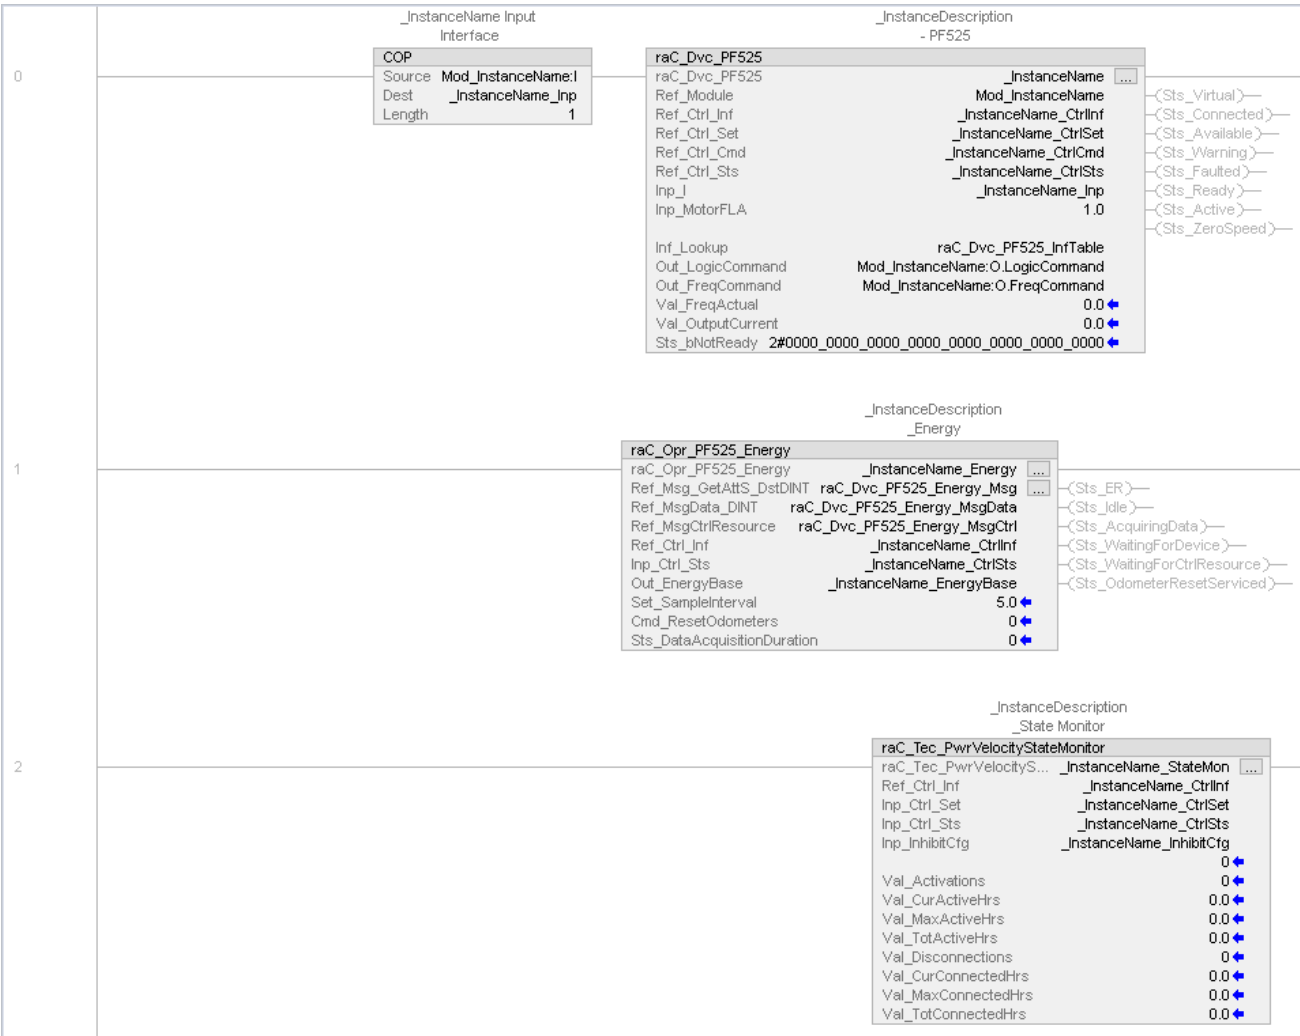 _InstanceName Input
Interface
_InstanceDescription
- PF525
0
COP
Source Mod_InstanceName:I
Dest _InstanceName_Inp
Length 1
raC_Dvc_PF525
raC_Dvc_PF525 _InstanceName ...
Ref_Module Mod_InstanceName (Sts_Virtual)
Ref_Ctrl_Inf _InstanceName_CtrlInf (Sts_Connected)
Ref_Ctrl_Set _InstanceName_CtrlSet (Sts_Available)
Ref_Ctrl_Cmd _InstanceName_CtrlCmd (Sts_Warning)
Ref_Ctrl_Sts _InstanceName_CtrlSts (Sts_Faulted)
Inp_I _InstanceName_Inp (Sts_Ready)
Inp_MotorFLA 1.0 (Sts_Active)
(Sts_ZeroSpeed)
Inf_Lookup raC_Dvc_PF525_InfTable
Out_LogicCommand Mod_InstanceName:O.LogicCommand
Out_FreqCommand Mod_InstanceName:O.FreqCommand
Val_FreqActual 0.0
Val_OutputCurrent 0.0
Sts_bNotReady 2#0000_0000_0000_0000_0000_0000_0000_0000
_InstanceDescription
_Energy
1
raC_Opr_PF525_Energy
raC_Opr_PF525_Energy _InstanceName_Energy ...
Ref_Msg_GetAttS_DstDINT raC_Dvc_PF525_Energy_Msg ... (Sts_ER)
Ref_MsgData_DINT raC_Dvc_PF525_Energy_MsgData (Sts_Idle)
Ref_MsgCtrlResource raC_Dvc_PF525_Energy_MsgCtrl (Sts_AcquiringData)
Ref_Ctrl_Inf _InstanceName_CtrlInf (Sts_WaitingForDevice)
Inp_Ctrl_Sts _InstanceName_CtrlSts (Sts_WaitingForCtrlResource)
Out_EnergyBase _InstanceName_EnergyBase (Sts_OdometerResetServiced)
Set_SampleInterval 5.0
Cmd_ResetOdometers 0
Sts_DataAcquisitionDuration 0
_InstanceDescription
_State Monitor
2
raC_Tec_PwrVelocityStateMonitor
raC_Tec_PwrVelocityS... _InstanceName_StateMon ...
Ref_Ctrl_Inf _InstanceName_CtrlInf
Inp_Ctrl_Set _InstanceName_CtrlSet
Inp_Ctrl_Sts _InstanceName_CtrlSts
Inp_InhibitCfg _InstanceName_InhibitCfg
0
Val_Activations 0
Val_CurActiveHrs 0.0
Val_MaxActiveHrs 0.0
Val_TotActiveHrs 0.0
Val_Disconnections 0
Val_CurConnectedHrs 0.0
Val_MaxConnectedHrs 0.0
Val_TotConnectedHrs 0.0